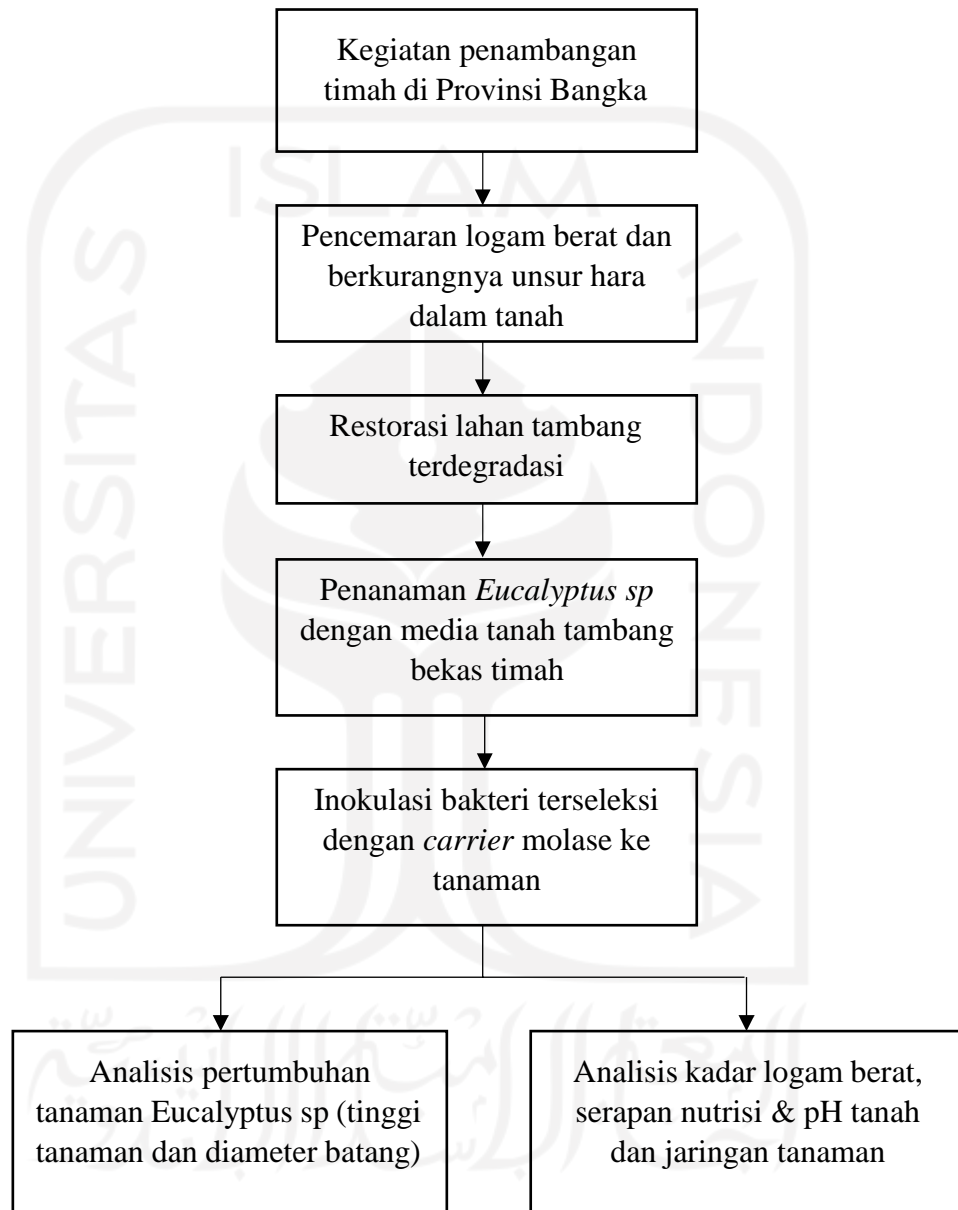 Kegiatan penambangan
timah di Provinsi Bangka
ISLAM
UNIVERSITAS
INDONESIA
Pencemaran logam berat dan
berkurangnya unsur hara
dalam tanah
Restorasi lahan tambang
terdegradasi
Penanaman Eucalyptus sp
dengan media tanah tambang
bekas timah
Inokulasi bakteri terseleksi
dengan carrier molase ke
tanaman
Analisis pertumbuhan
tanaman Eucalyptus sp (tinggi
tanaman dan diameter batang)
Analisis kadar logam berat,
serapan nutrisi & pH tanah
dan jaringan tanaman